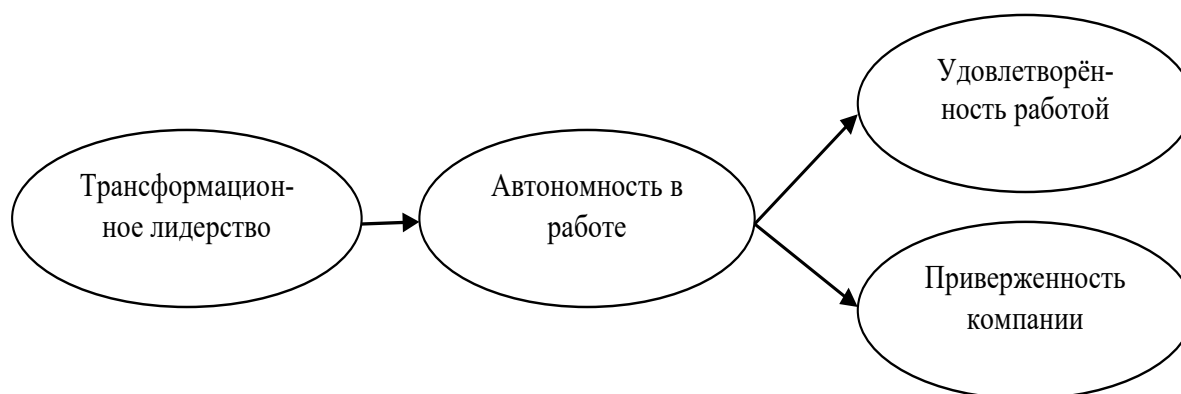 Трансформацион-
ное лидерство
Автономность в
работе
Удовлетворён-
ность работой
Приверженность
компании